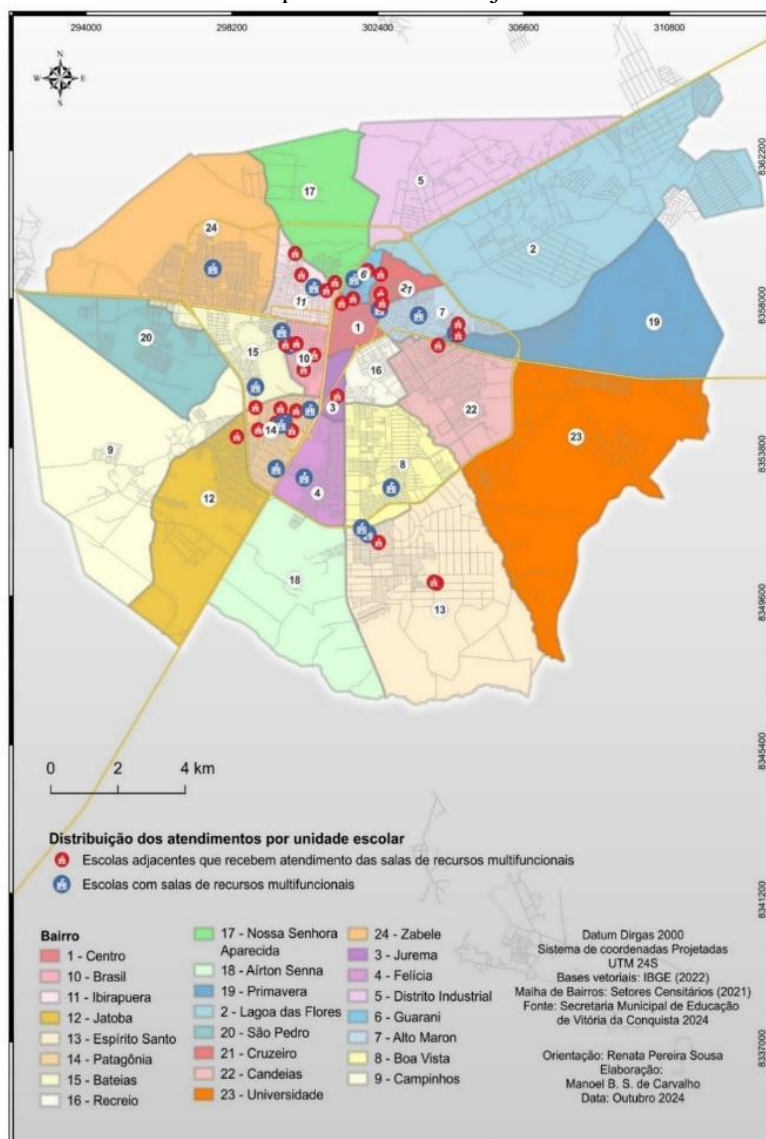 294000
298200
302400
306600
310800
N
W
E
S
8362200
17
5
24
2
6
21
11
7
19
1
20
15
10
16
3
22
14
23
9
8
8358000
8353800
12
4
18
13
8349600
8345400
0 2 4 km
Distribuição dos atendimentos por unidade escolar
Escolas adjacentes que recebem atendimento das salas de recursos multifuncionais
Escolas com salas de recursos multifuncionais
8341200
8337000
Bairro
1 - Centro
10 - Brasil
11 - Ibirapuera
12 - Jatoba
13 - Espírito Santo
14 - Patagônia
15 - Bateias
16 - Recreio
17 - Nossa Senhora
Aparecida
18 - Aírton Senna
19 - Primavera
2 - Lagoa das Flores
20 - São Pedro
21 - Cruzeiro
22 - Candeias
23 - Universidade
24 - Zabele
3 - Jurema
4 - Felícia
5 - Distrito Industrial
6 - Guarani
7 - Alto Maron
8 - Boa Vista
9 - Campinhos
Datum Dirgas 2000
Sistema de coordenadas Projetadas
UTM 24S
Bases vetoriais: IBGE (2022)
Malha de Bairros: Setores Censitários (2021)
Fonte: Secretaria Municipal de Educação
de Vitória da Conquista 2024
Orientação: Renata Pereira Sousa
Elaboração:
Manoel B. S. de Carvalho
Data: Outubro 2024